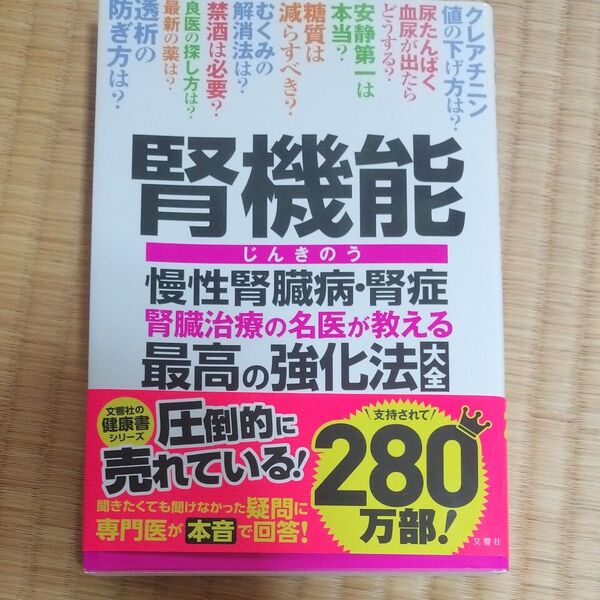 クレアチニン
値の下げ方は？
尿たんぱく
血尿が出たら
どうする？
安静第一は
本当？
糖質は
減らすべき？
むくみの
解消法は？
禁酒は必要？
良医の探し方は？
最新の薬は？
透析の
防ぎ方は？
腎機能
じんきのう
慢性腎臓病・腎症
腎臓治療の名医が教える
最高の強化法大全
文響社の
健康書
シリーズ
圧倒的に
売れている！
支持されて
280
万部！
聞きたくても聞けなかった疑問に
専門医が本音で回答！
文響社